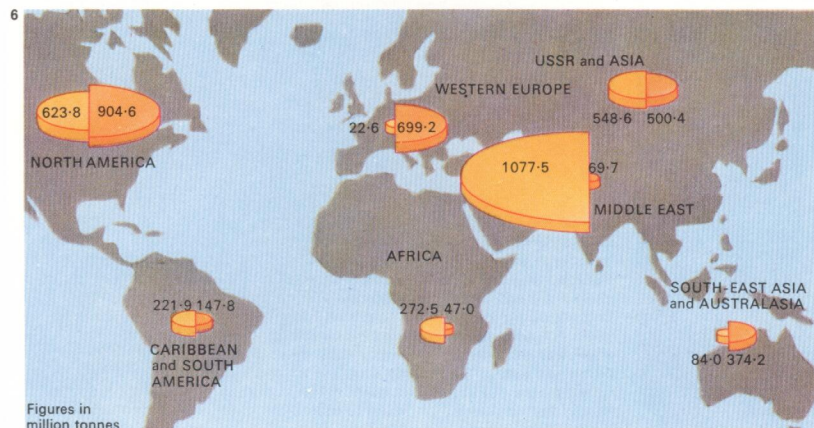 6
USSR and ASIA
WESTERN EUROPE
623·8 904·6
548·6 500·4
22·6 699·2
NORTH AMERICA
1077·5 69·7
MIDDLE EAST
AFRICA
SOUTH-EAST ASIA
and AUSTRALASIA
221·9 147·8
272·5 47·0
CARIBBEAN
and SOUTH
AMERICA
84·0 374·2
Figures in
million tonnes